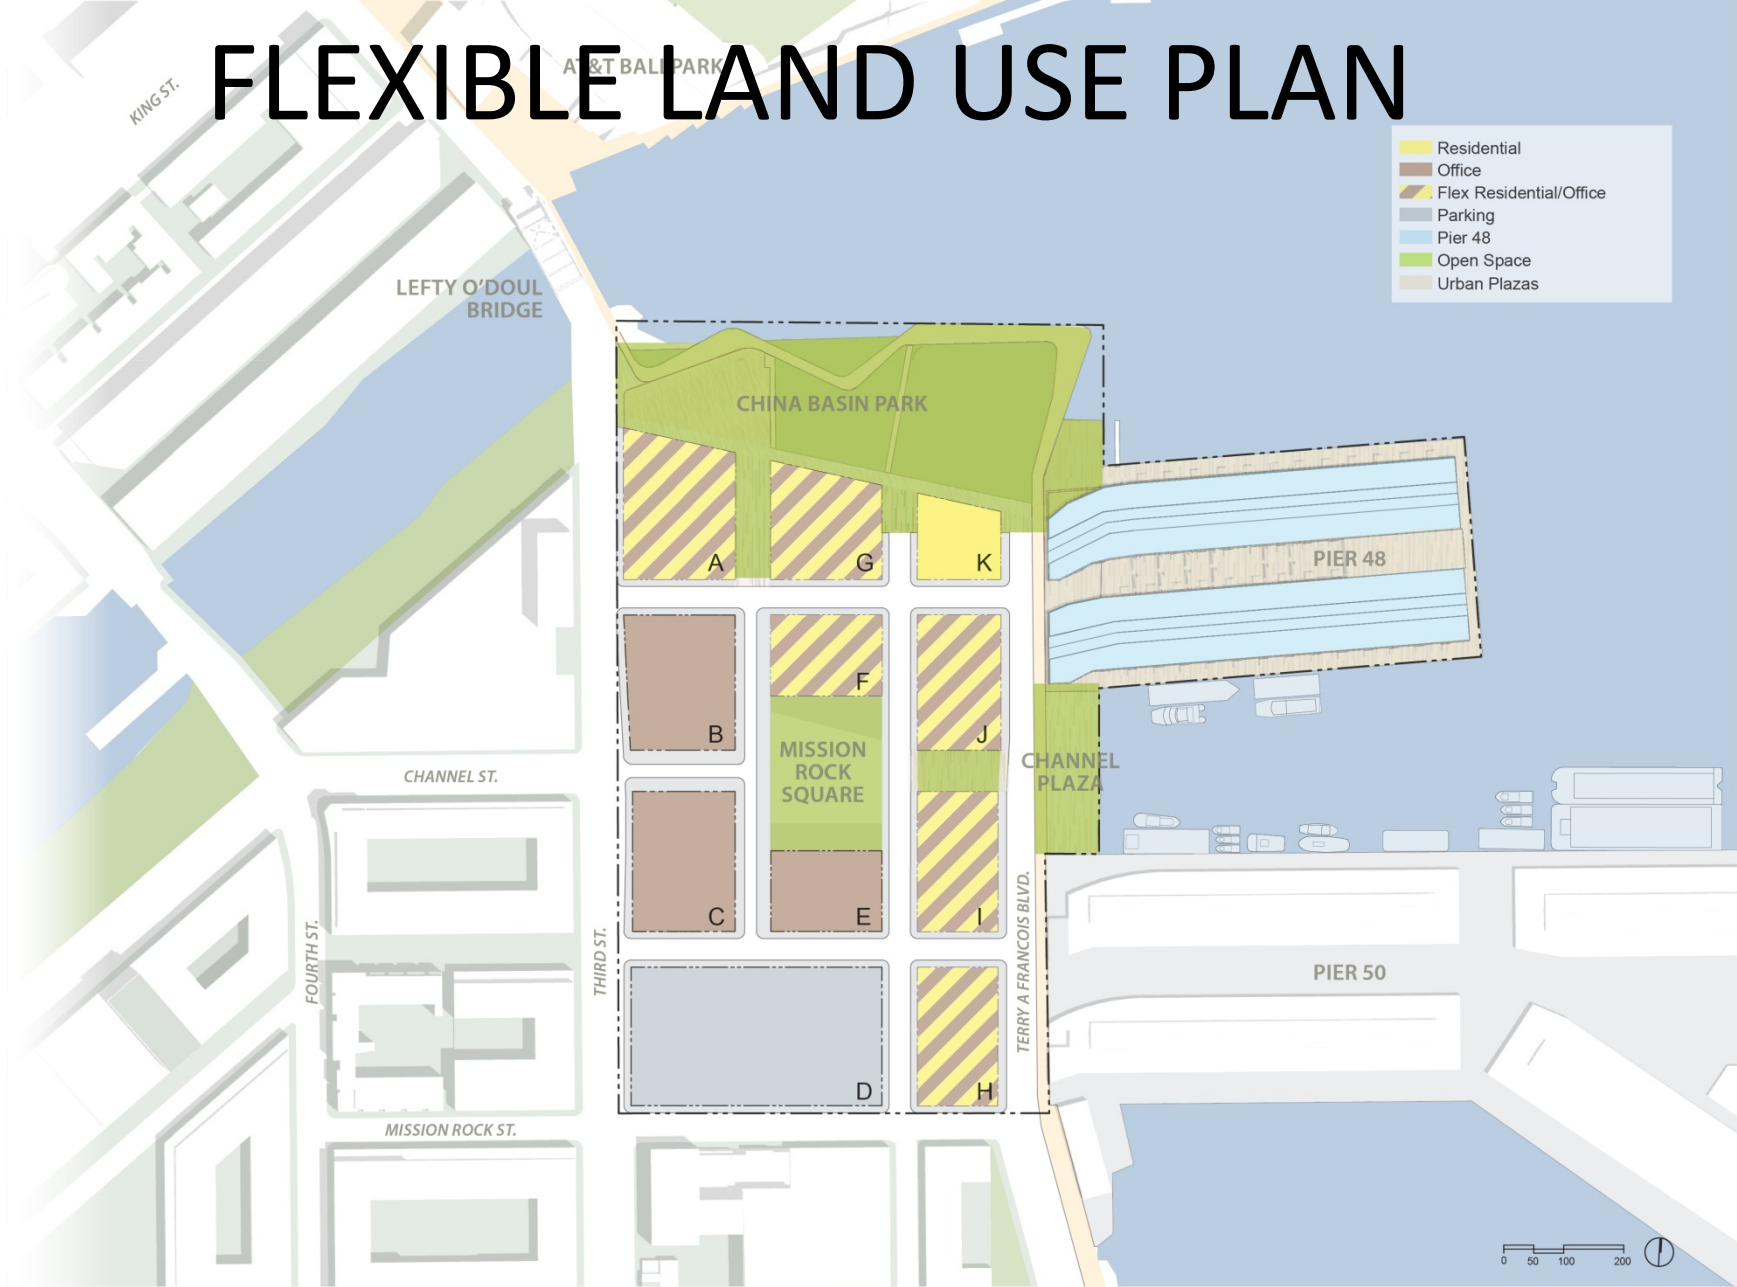 FLEXIBLE LAND USE PLAN
AT&T BALLPARK
KING ST.
Residential
Office
Flex Residential/Office
Parking
Pier 48
Open Space
Urban Plazas
LEFTY O'DOUL
BRIDGE
CHINA BASIN PARK
A
G
K
PIER 48
F
B
J
MISSION
ROCK
SQUARE
CHANNEL
PLAZA
CHANNEL ST.
C
E
I
FOURTH ST.
THIRD ST.
TERRY A FRANCOIS BLVD.
PIER 50
D
H
MISSION ROCK ST.
0 50 100 200